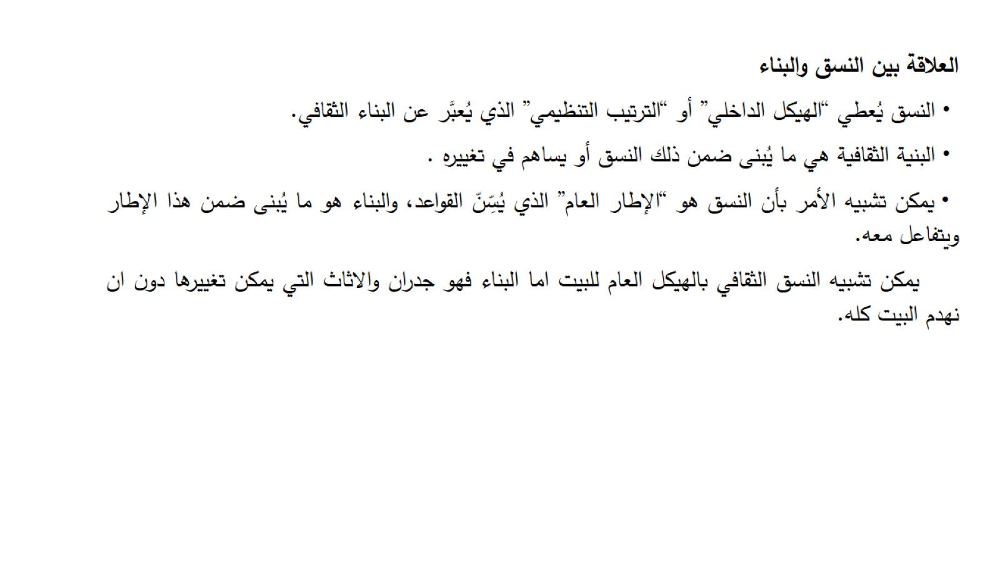 العلاقة بين النسق والبناء
• النسق يُعطي “الهيكل الداخلي” أو “الترتيب التنظيمي” الذي يُعبَّر عن البناء الثقافي.
• البنية الثقافية هي ما يُبنى ضمن ذلك النسق أو يساهم في تغييره .
• يمكن تشبيه الأمر بأن النسق هو “الإطار العام” الذي يُسِّنّ القواعد، والبناء هو ما يُبنى ضمن هذا الإطار
ويتفاعل معه.
يمكن تشبيه النسق الثقافي بالهيكل العام للبيت اما البناء فهو جدران والاثاث التي يمكن تغييرها دون ان
نهدم البيت كله.